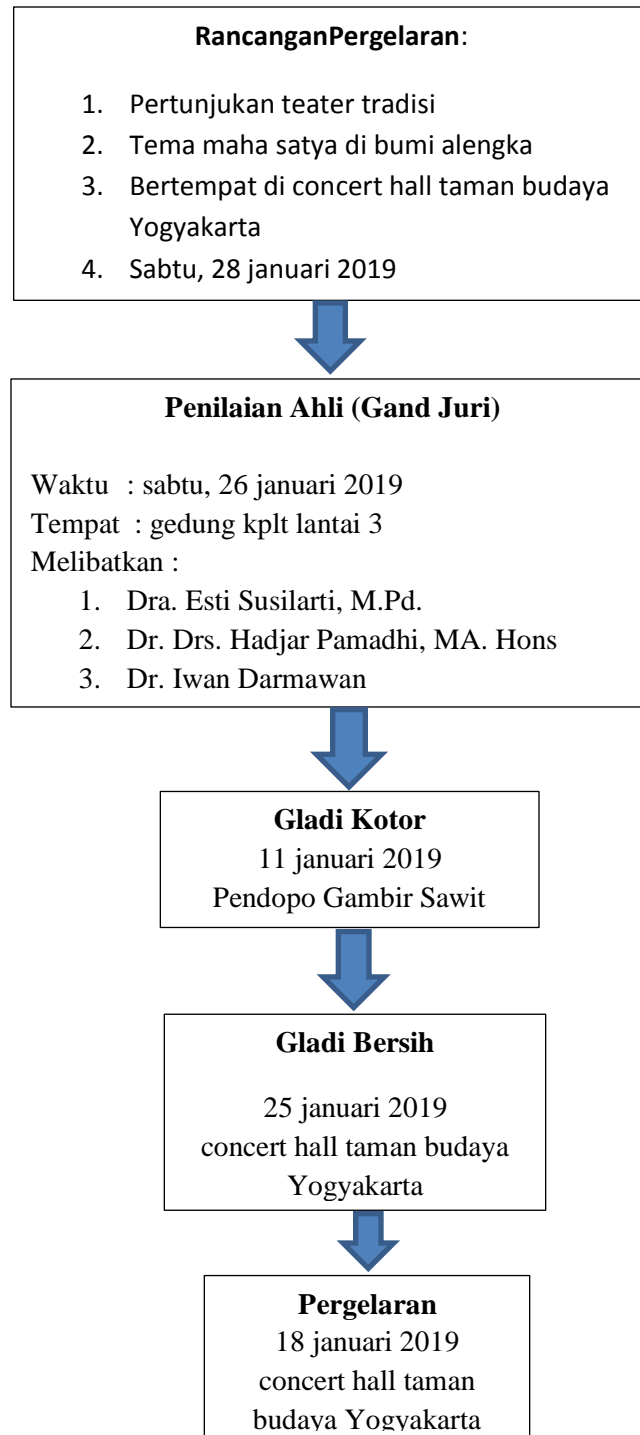 RancanganPergelaran:
1. Pertunjukan teater tradisi
2. Tema maha satya di bumi alengka
3. Bertempat di concert hall taman budaya
Yogyakarta
4. Sabtu, 28 januari 2019
Penilaian Ahli (Gand Juri)
Waktu : sabtu, 26 januari 2019
Tempat : gedung kplt lantai 3
Melibatkan :
1. Dra. Esti Susilarti, M.Pd.
2. Dr. Drs. Hadjar Pamadhi, MA. Hons
3. Dr. Iwan Darmawan
Gladi Kotor
11 januari 2019
Pendopo Gambir Sawit
Gladi Bersih
25 januari 2019
concert hall taman budaya
Yogyakarta
Pergelaran
18 januari 2019
concert hall taman
budaya Yogyakarta